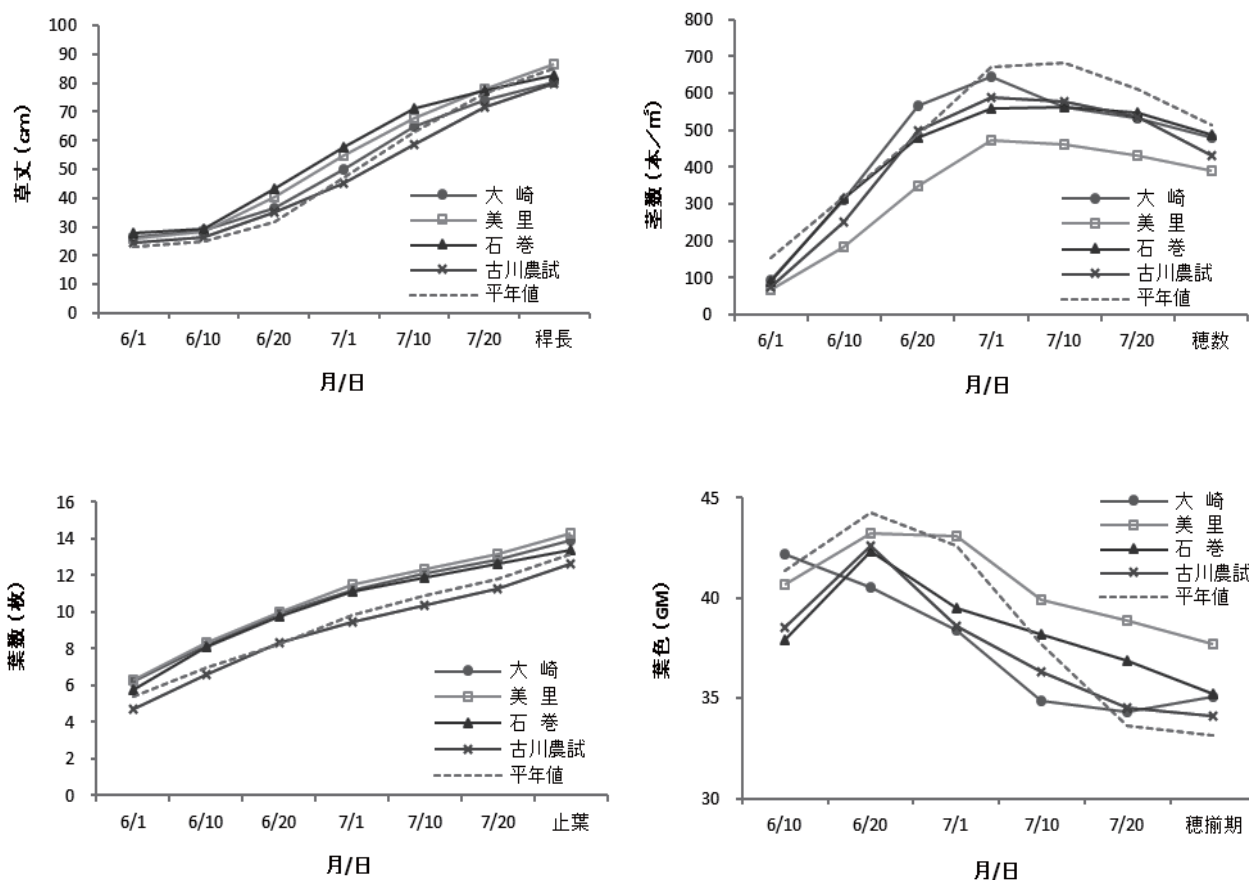 草丈(cm)
100
90
80
70
60
50
40
30
20
10
0
6/1 6/10 6/20 7/1 7/10 7/20 稈長
月/日
大 崎
美 里
石 巻
古川農試
平年値
茎数(本/㎡)
800
700
600
500
400
300
200
100
0
6/1 6/10 6/20 7/1 7/10 7/20 穂数
月/日
大 崎
美 里
石 巻
古川農試
平年値
葉数(枚)
16
14
12
10
8
6
4
2
0
6/1 6/10 6/20 7/1 7/10 7/20 止葉
月/日
大 崎
美 里
石 巻
古川農試
平年値
葉色(GM)
45
40
35
30
6/10 6/20 7/1 7/10 7/20 穂揃期
月/日
大 崎
美 里
石 巻
古川農試
平年値